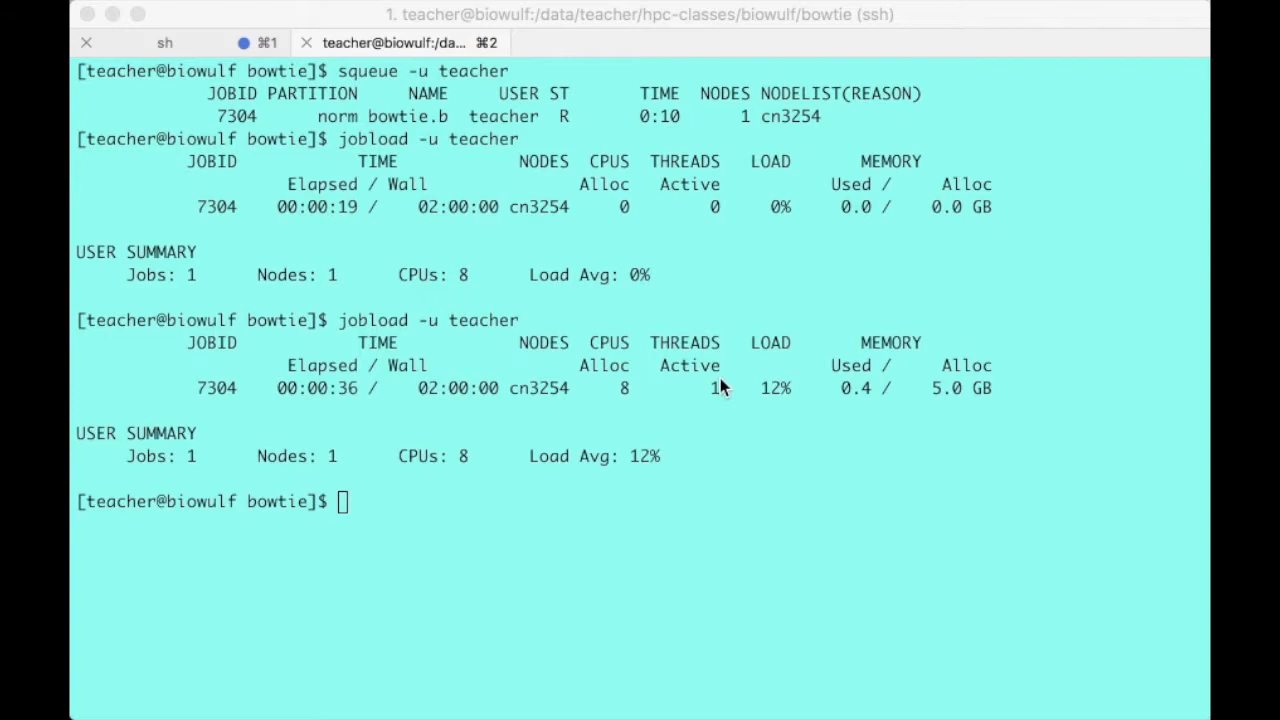 1. teacher@biowulf:/data/teacher/hpc-classes/biowulf/bowtie (ssh)
sh ⌘1 teacher@biowulf:/da... ⌘2
[teacher@biowulf bowtie]$ squeue -u teacher
JOBID PARTITION NAME USER ST TIME NODES NODELIST(REASON)
7304 norm bowtie.b teacher R 0:10 1 cn3254
[teacher@biowulf bowtie]$ jobload -u teacher
JOBID TIME NODES CPUS THREADS LOAD MEMORY
Elapsed / Wall Alloc Active Used / Alloc
7304 00:00:19 / 02:00:00 cn3254 0 0 0% 0.0 / 0.0 GB
USER SUMMARY
Jobs: 1 Nodes: 1 CPUs: 8 Load Avg: 0%
[teacher@biowulf bowtie]$ jobload -u teacher
JOBID TIME NODES CPUS THREADS LOAD MEMORY
Elapsed / Wall Alloc Active Used / Alloc
7304 00:00:36 / 02:00:00 cn3254 8 1 12% 0.4 / 5.0 GB
USER SUMMARY
Jobs: 1 Nodes: 1 CPUs: 8 Load Avg: 12%
[teacher@biowulf bowtie]$